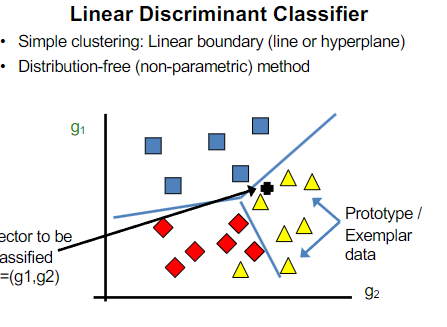 Linear Discriminant Classifier
• Simple clustering: Linear boundary (line or hyperplane)
• Distribution-free (non-parametric) method
g1
Prototype /
Exemplar
data
ector to be
assified
=(g1,g2)
g2